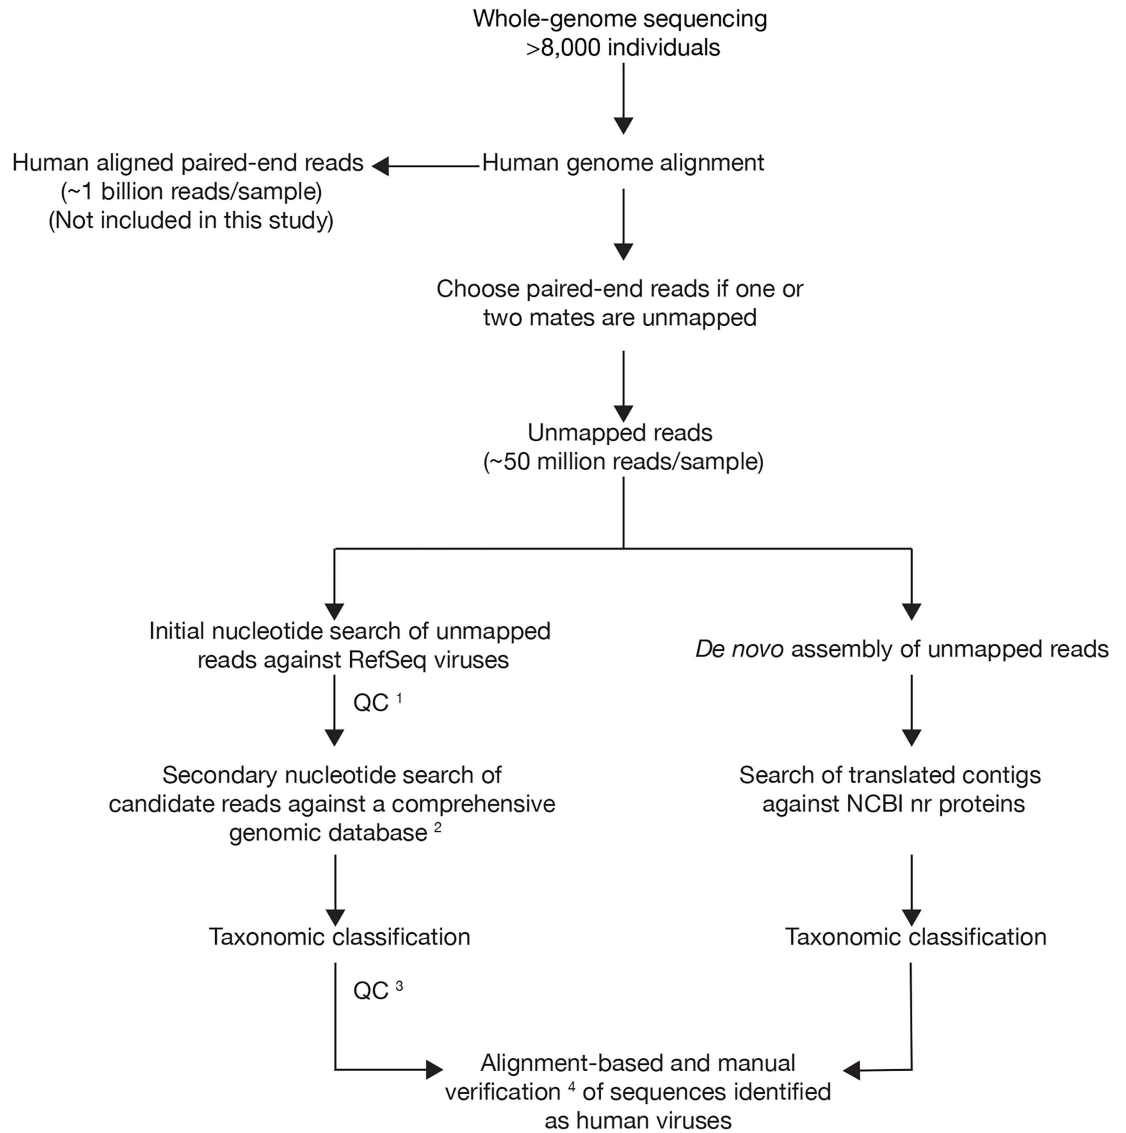 Whole-genome sequencing
>8,000 individuals
Human aligned paired-end reads
(~1 billion reads/sample)
(Not included in this study)
Human genome alignment
Choose paired-end reads if one or
two mates are unmapped
Unmapped reads
(~50 million reads/sample)
Initial nucleotide search of unmapped
reads against RefSeq viruses
De novo assembly of unmapped reads
QC 1
Secondary nucleotide search of
candidate reads against a comprehensive
genomic database 2
Search of translated contigs
against NCBI nr proteins
Taxonomic classification
Taxonomic classification
QC 3
Alignment-based and manual
verification 4 of sequences identified
as human viruses